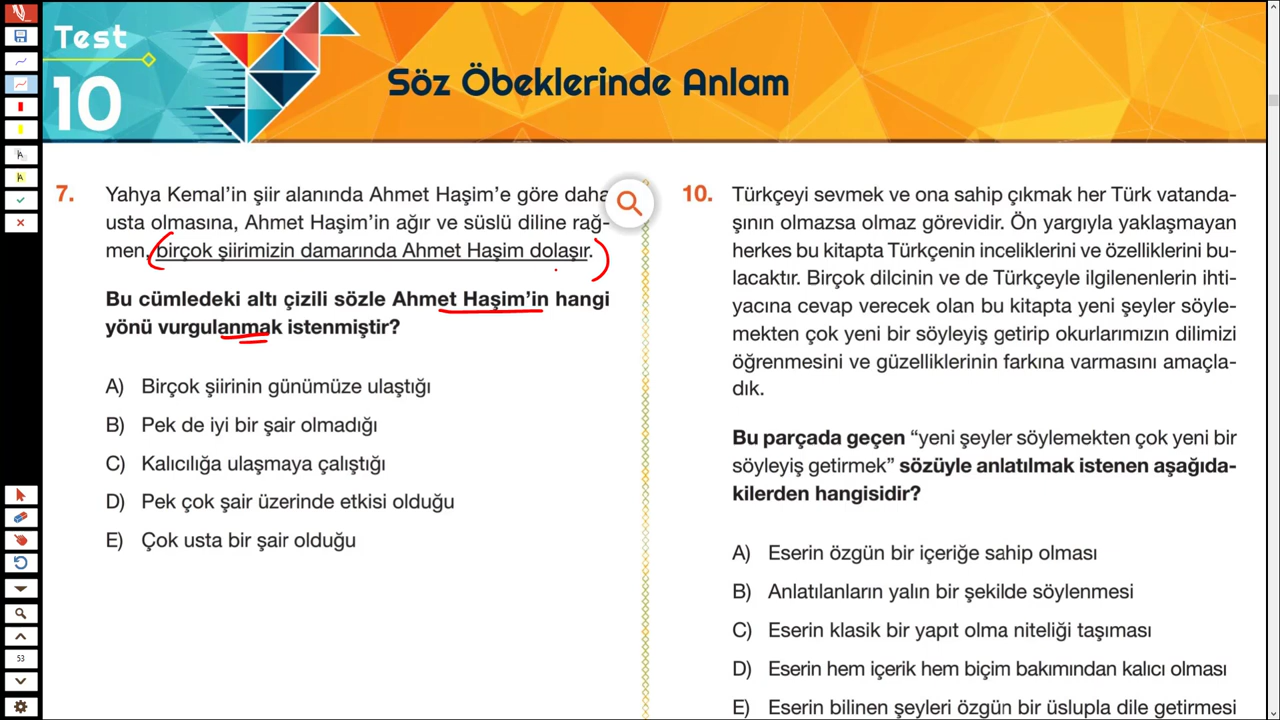 Test
10
Söz Öbeklerinde Anlam
7. Yahya Kemal’in şiir alanında Ahmet Haşim’e göre daha
usta olmasına, Ahmet Haşim’in ağır ve süslü diline rağ-
men, birçok şiirimizin damarında Ahmet Haşim dolaşır.
Bu cümledeki altı çizili sözle Ahmet Haşim’in hangi
yönü vurgulanmak istenmiştir?
A) Birçok şiirinin günümüze ulaştığı
B) Pek de iyi bir şair olmadığı
C) Kalıcılığa ulaşmaya çalıştığı
D) Pek çok şair üzerinde etkisi olduğu
E) Çok usta bir şair olduğu
10. Türkçeyi sevmek ve ona sahip çıkmak her Türk vatanda-
şının olmazsa olmaz görevidir. Ön yargıyla yaklaşmayan
herkes bu kitapta Türkçenin inceliklerini ve özelliklerini bu-
lacaktır. Birçok dilcinin ve de Türkçeyle ilgilenenlerin ihti-
yacına cevap verecek olan bu kitapta yeni şeyler söyle-
mekten çok yeni bir söyleyiş getirip okurlarımızın dilimizi
öğrenmesini ve güzelliklerinin farkına varmasını amaçla-
dık.
Bu parçada geçen “yeni şeyler söylemekten çok yeni bir
söyleyiş getirmek” sözüyle anlatılmak istenen aşağıda-
kilerden hangisidir?
A) Eserin özgün bir içeriğe sahip olması
B) Anlatılanların yalın bir şekilde söylenmesi
C) Eserin klasik bir yapıt olma niteliği taşıması
D) Eserin hem içerik hem biçim bakımından kalıcı olması
E) Eserin bilinen şeyleri özgün bir üslupla dile getirmesi
A
A
53